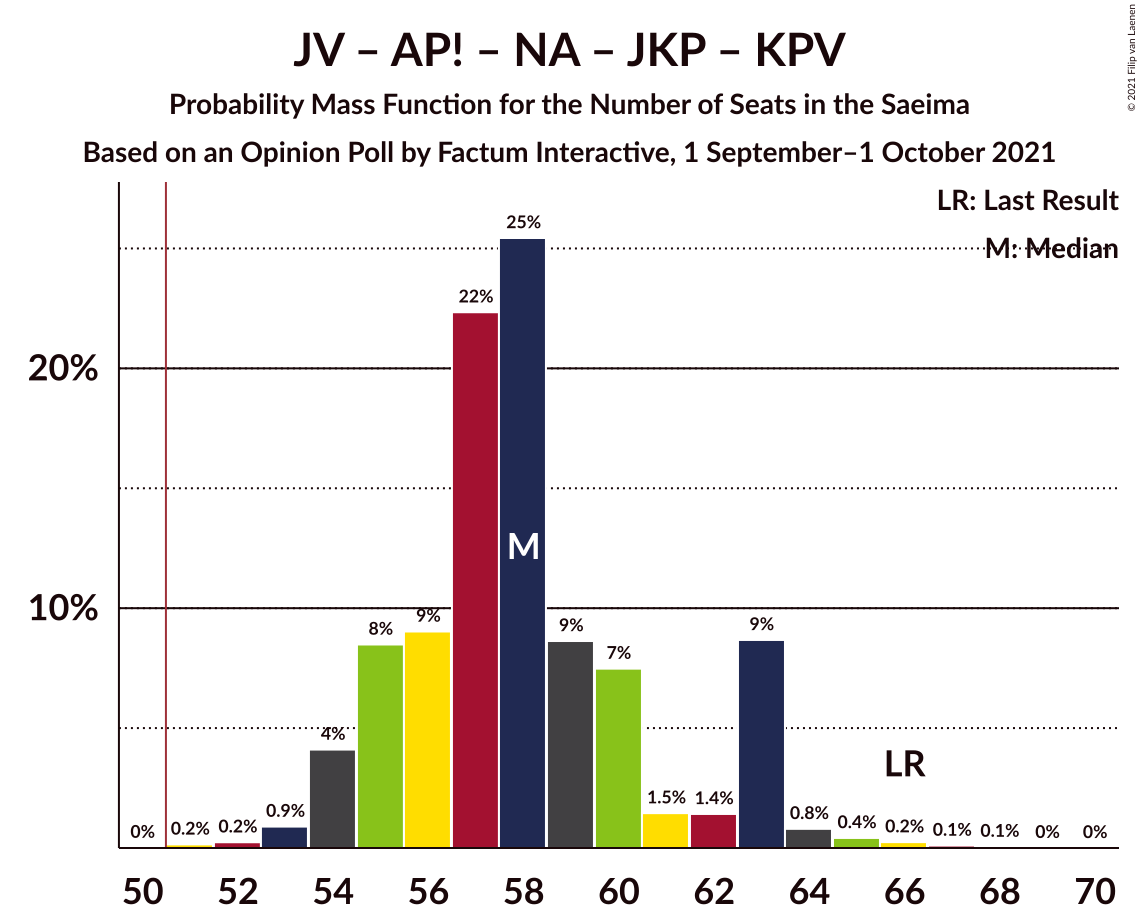 JV – AP! – NA – JKP – KPV
Probability Mass Function for the Number of Seats in the Saeima
Based on an Opinion Poll by Factum Interactive, 1 September–1 October 2021
© 2021 Filip van Laenen
LR: Last Result
M: Median
20%
10%
0%
0.2%
0.2%
0.9%
4%
8%
9%
22%
25%
9%
7%
1.5%
1.4%
9%
0.8%
0.4%
0.2%
0.1%
0.1%
0%
0%
M
LR
50 52 54 56 58 60 62 64 66 68 70